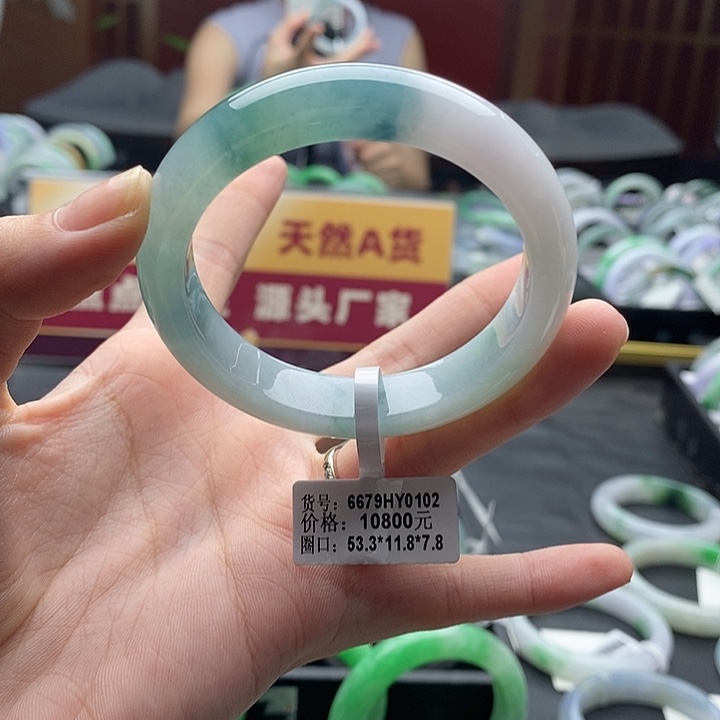 天然A货
源头厂家
货号: 6679HY0102
价格: 10800元
圈口: 53.3*11.8*7.8